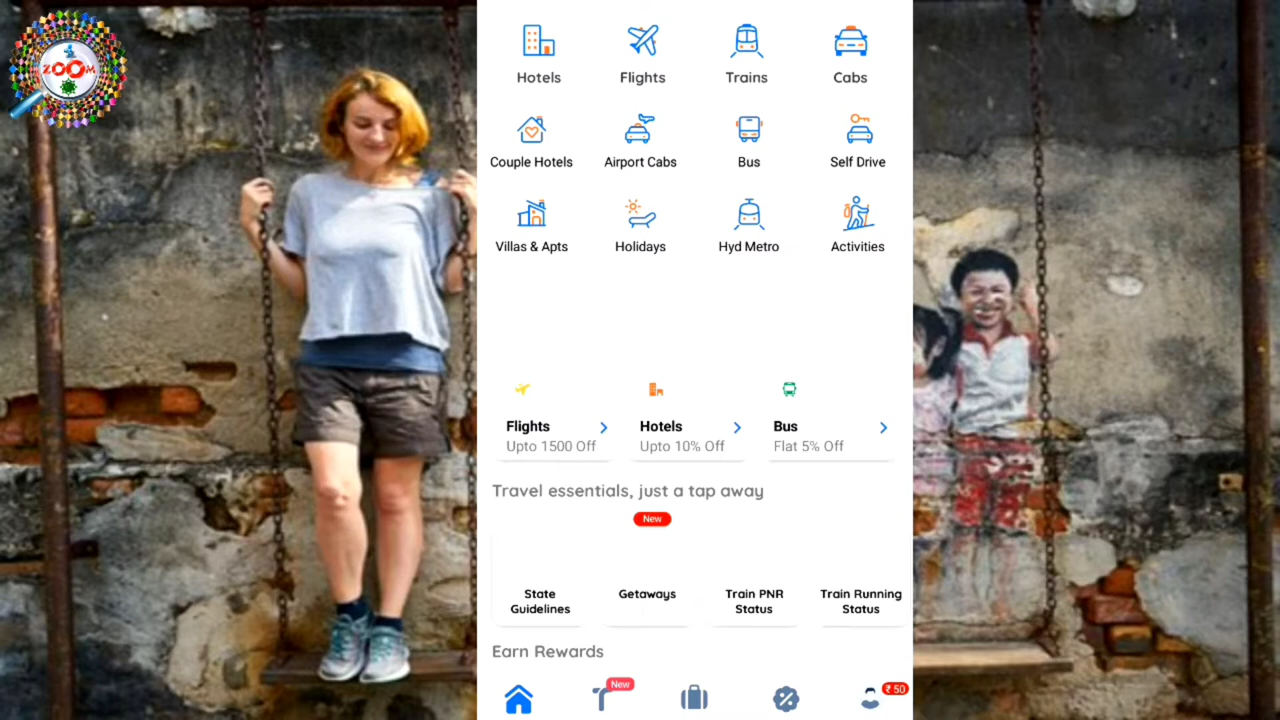 ZOOM
Hotels
Flights
Trains
Cabs
Couple Hotels
Airport Cabs
Bus
Self Drive
Villas & Apts
Holidays
Hyd Metro
Activities
Flights
Upto 1500 Off
Hotels
Upto 10% Off
Bus
Flat 5% Off
Travel essentials, just a tap away
New
State
Guidelines
Getaways
Train PNR
Status
Train Running
Status
Earn Rewards
New
₹ 50